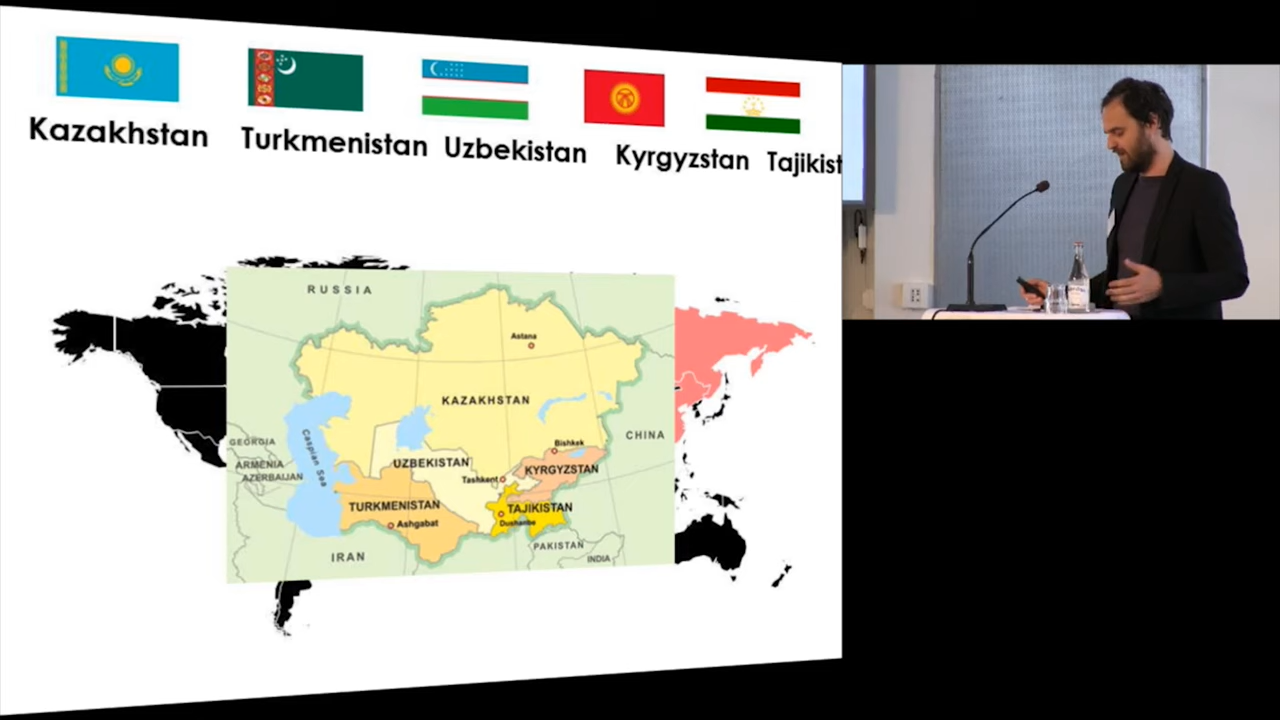 Kazakhstan
Turkmenistan
Uzbekistan
Kyrgyzstan
Tajikist
RUSSIA
Astana
KAZAKHSTAN
CHINA
GEORGIA
ARMENIA
AZERBAIJAN
Caspian Sea
Bishkek
UZBEKISTAN
KYRGYZSTAN
Tashkent
TURKMENISTAN
TAJIKISTAN
Ashgabat
Dushanbe
IRAN
PAKISTAN
INDIA